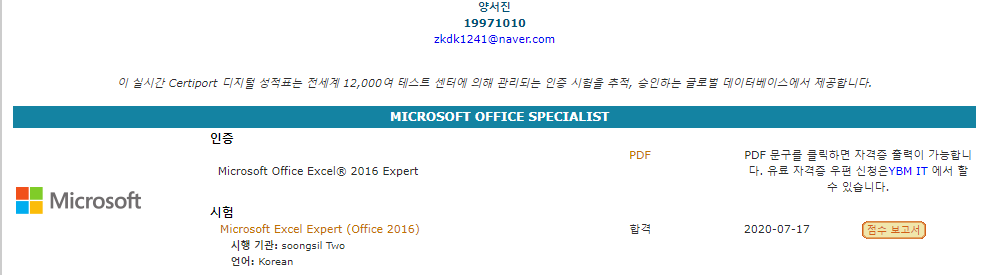 양서진
19971010
zkdk1241@naver.com
이 실시간 Certiport 디지털 성적표는 전세계 12,000여 테스트 센터에 의해 관리되는 인증 시험을 추적, 승인하는 글로벌 데이터베이스에서 제공합니다.
MICROSOFT OFFICE SPECIALIST
인증
Microsoft Office Excel® 2016 Expert
PDF
PDF 문구를 클릭하면 자격증 출력이 가능합니
다. 유료 자격증 우편 신청은YBM IT 에서 할
수 있습니다.
Microsoft
시험
Microsoft Excel Expert (Office 2016)
합격
2020-07-17
점수 보고서
시행 기관: soongsil Two
언어: Korean